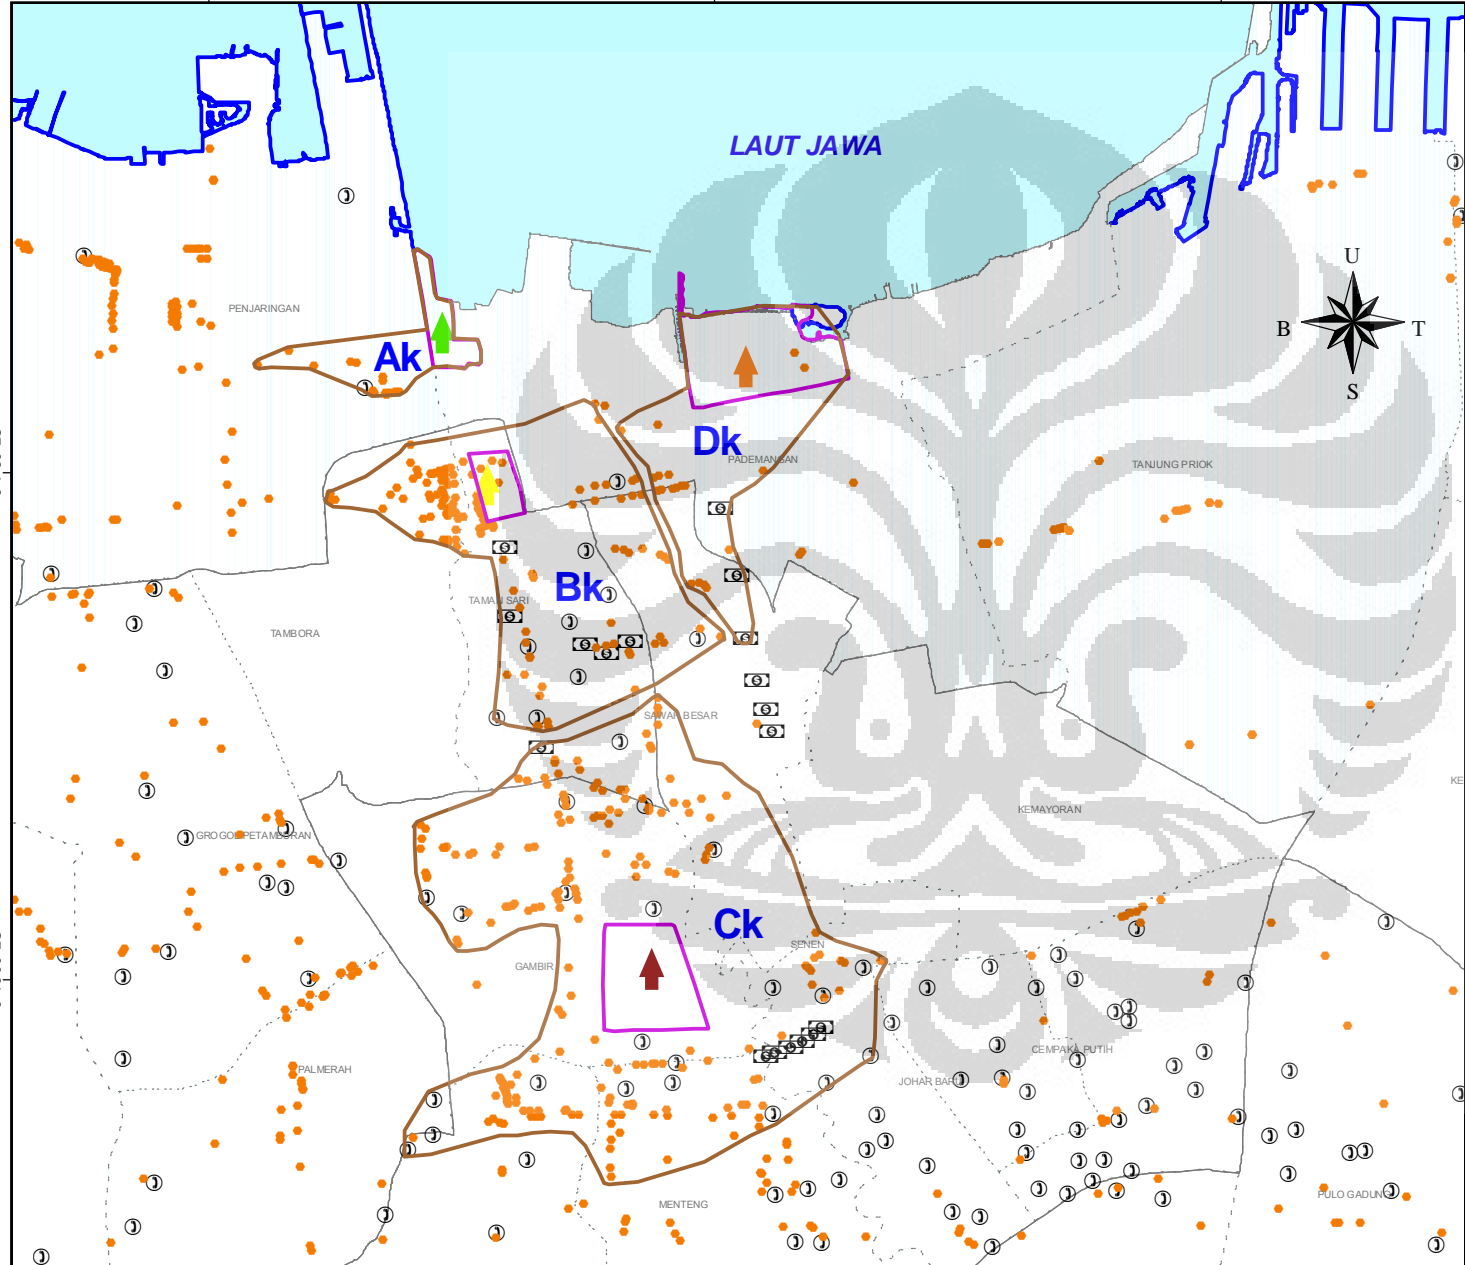 LAUT JAWA
U
B
T
S
PENJARINGAN
Ak
Dk
PADEMANGAN
TANJUNG PRIOK
Bk
TAMAN SARI
TAMBORA
SAWAH BESAR
KEMAYORAN
GROGOL PETAMBURAN
Ck
SENEN
GAMBIR
CEMPAKA PUTIH
PALMERAH
JOHAR BARU
MENTENG
PULO GADUNG